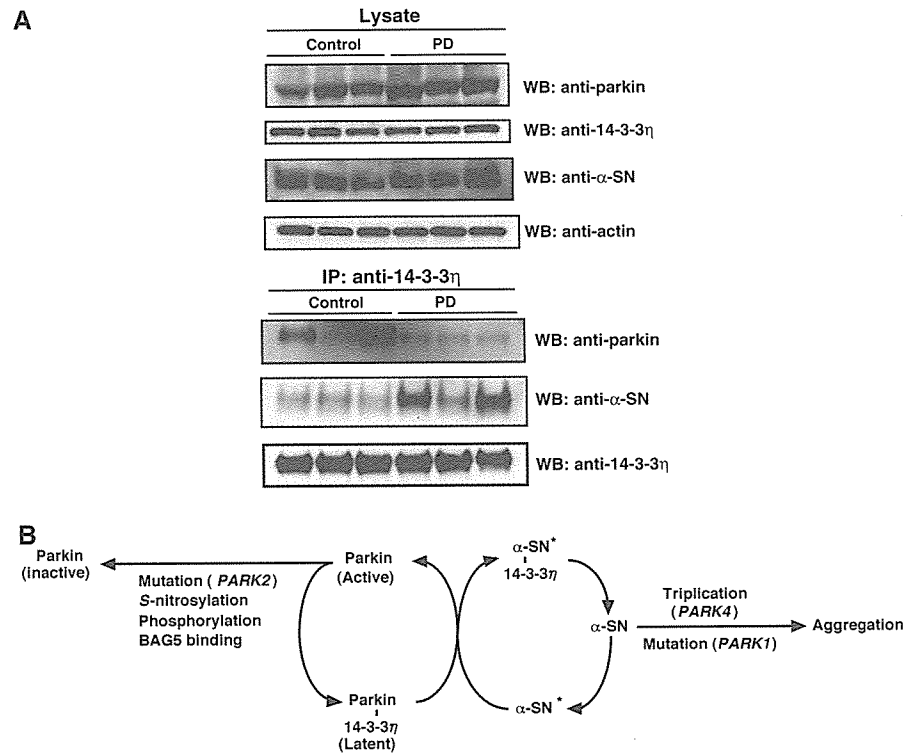 A
Lysate
Control PD
WB: anti-parkin
WB: anti-14-3-3η
WB: anti-α-SN
WB: anti-actin
IP: anti-14-3-3η
Control PD
WB: anti-parkin
WB: anti-α-SN
WB: anti-14-3-3η
B
Parkin
(inactive)
Mutation ( PARK2)
S-nitrosylation
Phosphorylation
BAG5 binding
Parkin
(Active)
Parkin
14-3-3η
(Latent)
α-SN*
14-3-3η
α-SN
α-SN*
Triplication
(PARK4)
Mutation (PARK1)
Aggregation